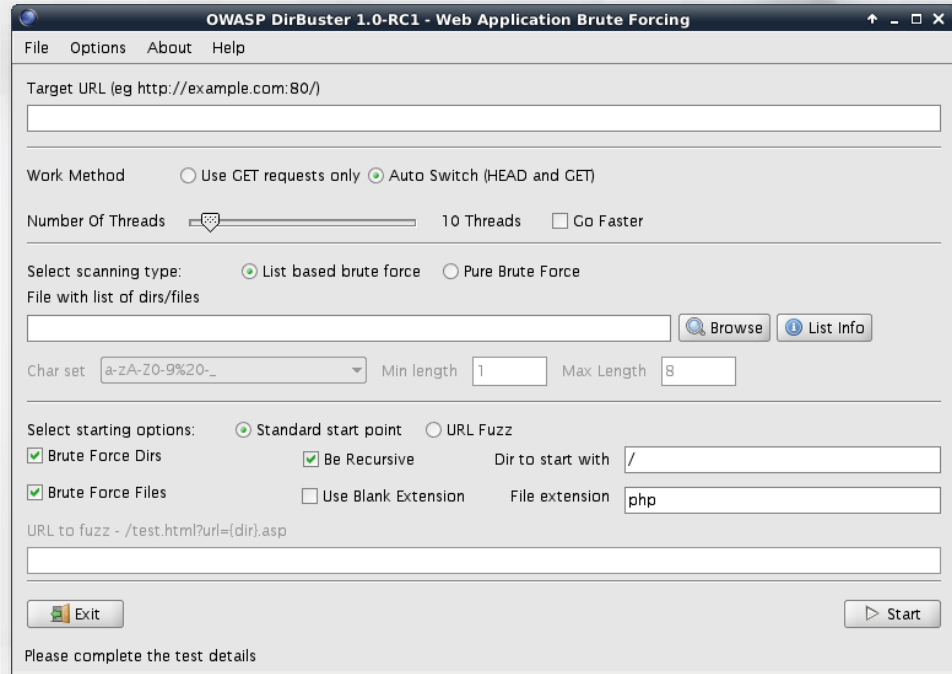 OWASP DirBuster 1.0-RC1 - Web Application Brute Forcing
File Options About Help
Target URL (eg http://example.com:80/)
Work Method Use GET requests only Auto Switch (HEAD and GET)
Number Of Threads 10 Threads Go Faster
Select scanning type: List based brute force Pure Brute Force
File with list of dirs/files
Browse List Info
Char set a-zA-Z0-9%20-_ Min length 1 Max Length 8
Select starting options: Standard start point URL Fuzz
Brute Force Dirs Be Recursive Dir to start with /
Brute Force Files Use Blank Extension File extension php
URL to fuzz - /test.html?url={dir}.asp
Exit Start
Please complete the test details